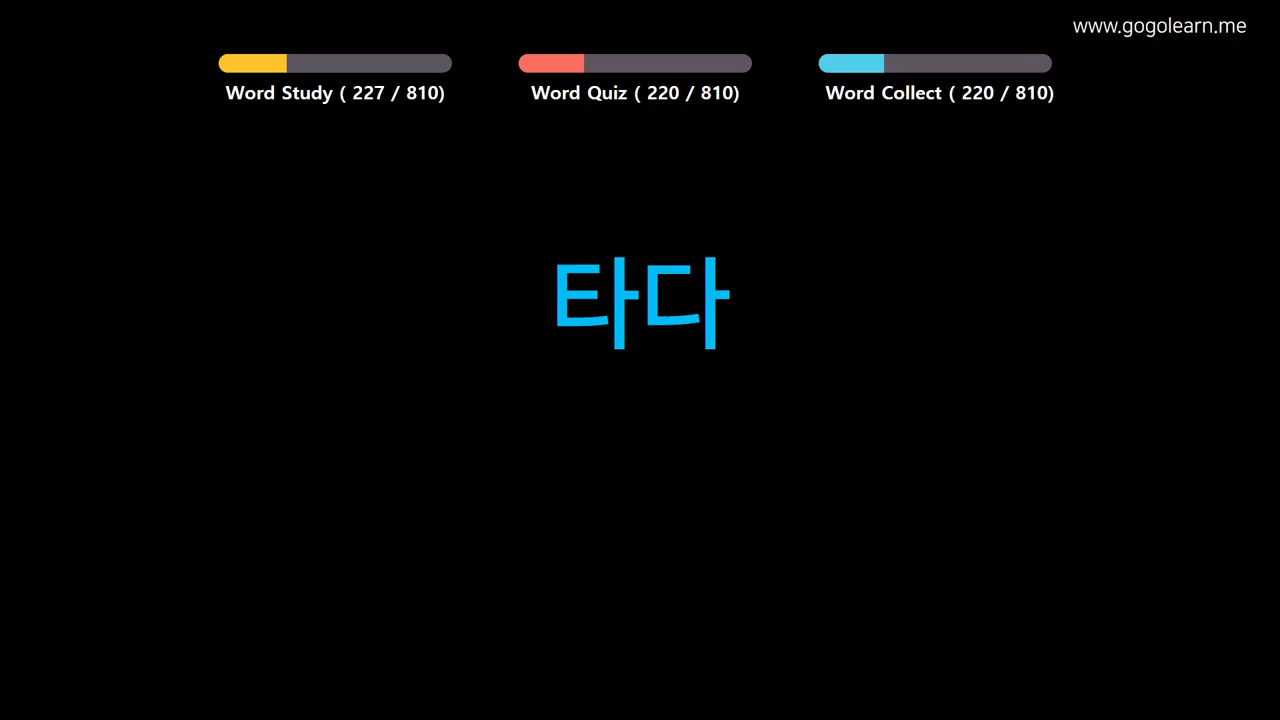 www.gogolearn.me
Word Study ( 227 / 810)
Word Quiz ( 220 / 810)
Word Collect ( 220 / 810)
타다